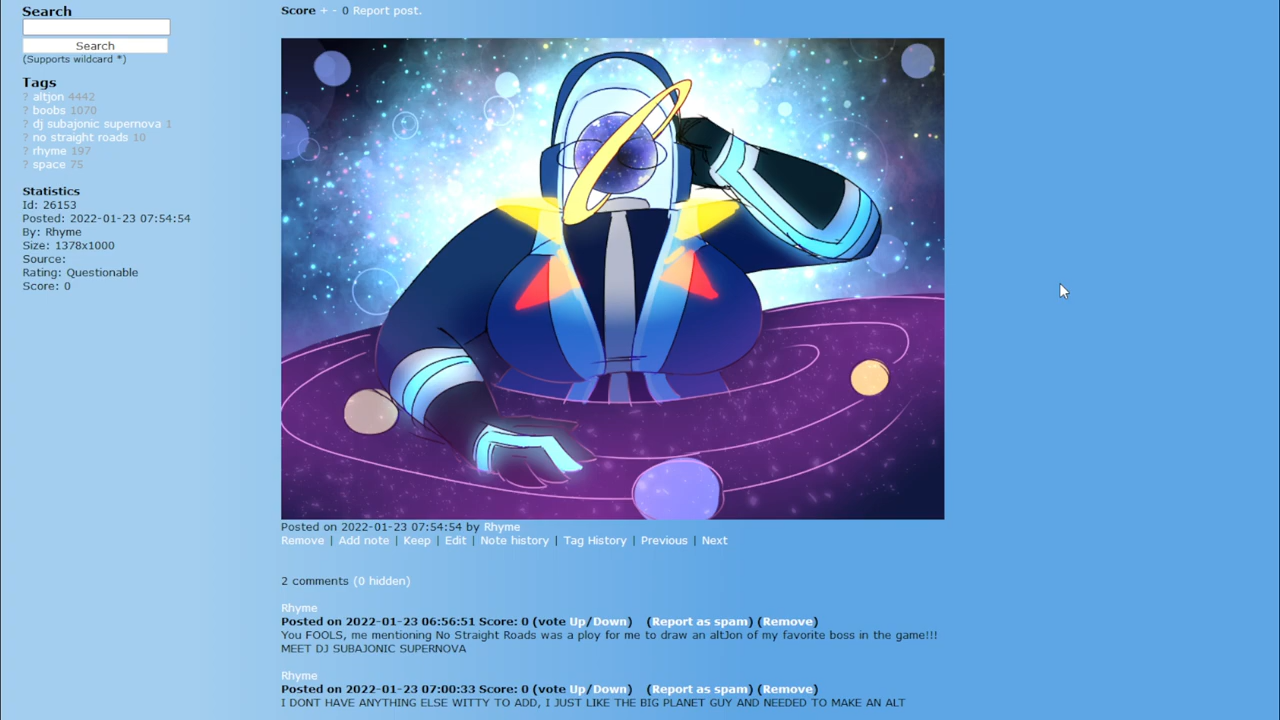 Search
Search
(Supports wildcard *)
Tags
? altjon 4442
? boobs 1070
? dj subajonic supernova 1
? no straight roads 10
? rhyme 197
? space 75
Statistics
Id: 26153
Posted: 2022-01-23 07:54:54
By: Rhyme
Size: 1378x1000
Source:
Rating: Questionable
Score: 0
Score + - 0 Report post.
Posted on 2022-01-23 07:54:54 by Rhyme
Remove | Add note | Keep | Edit | Note history | Tag History | Previous | Next
2 comments (0 hidden)
Rhyme
Posted on 2022-01-23 06:56:51 Score: 0 (vote Up/Down) (Report as spam) (Remove)
You FOOLS, me mentioning No Straight Roads was a ploy for me to draw an altJon of my favorite boss in the game!!!
MEET DJ SUBAJONIC SUPERNOVA
Rhyme
Posted on 2022-01-23 07:00:33 Score: 0 (vote Up/Down) (Report as spam) (Remove)
I DONT HAVE ANYTHING ELSE WITTY TO ADD, I JUST LIKE THE BIG PLANET GUY AND NEEDED TO MAKE AN ALT